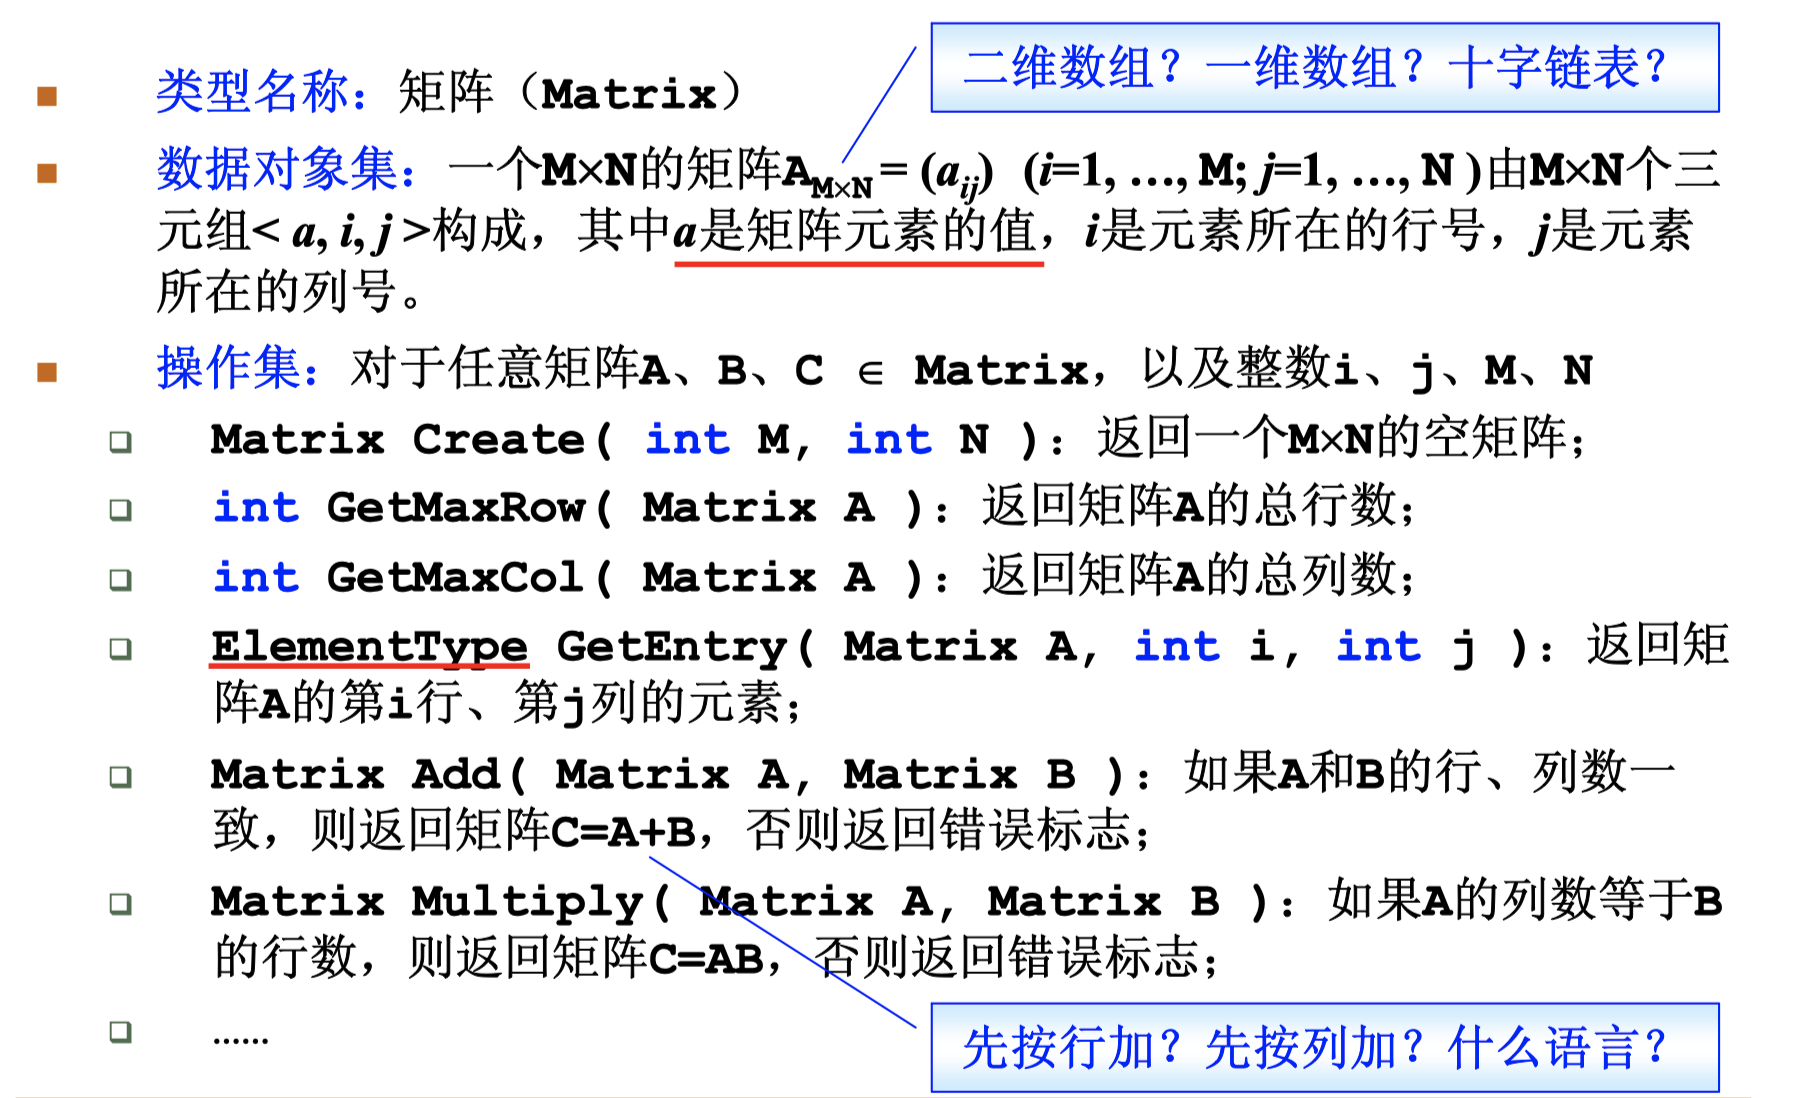 二维数组？一维数组？十字链表？
类型名称：矩阵（Matrix）
数据对象集：一个M×N的矩阵A_{M×N} = (a_{ij}) (i=1, …, M; j=1, …, N )由M×N个三
元组< a, i, j >构成，其中a是矩阵元素的值，i是元素所在的行号，j是元素
所在的列号。
操作集：对于任意矩阵A、B、C ∈ Matrix，以及整数i、j、M、N
Matrix Create( int M, int N )：返回一个M×N的空矩阵；
int GetMaxRow( Matrix A )：返回矩阵A的总行数；
int GetMaxCol( Matrix A )：返回矩阵A的总列数；
ElementType GetEntry( Matrix A, int i, int j )：返回矩
阵A的第i行、第j列的元素；
Matrix Add( Matrix A, Matrix B )：如果A和B的行、列数一
致，则返回矩阵C=A+B，否则返回错误标志；
Matrix Multiply( Matrix A, Matrix B )：如果A的列数等于B
的行数，则返回矩阵C=AB，否则返回错误标志；
……
先按行加？先按列加？什么语言？